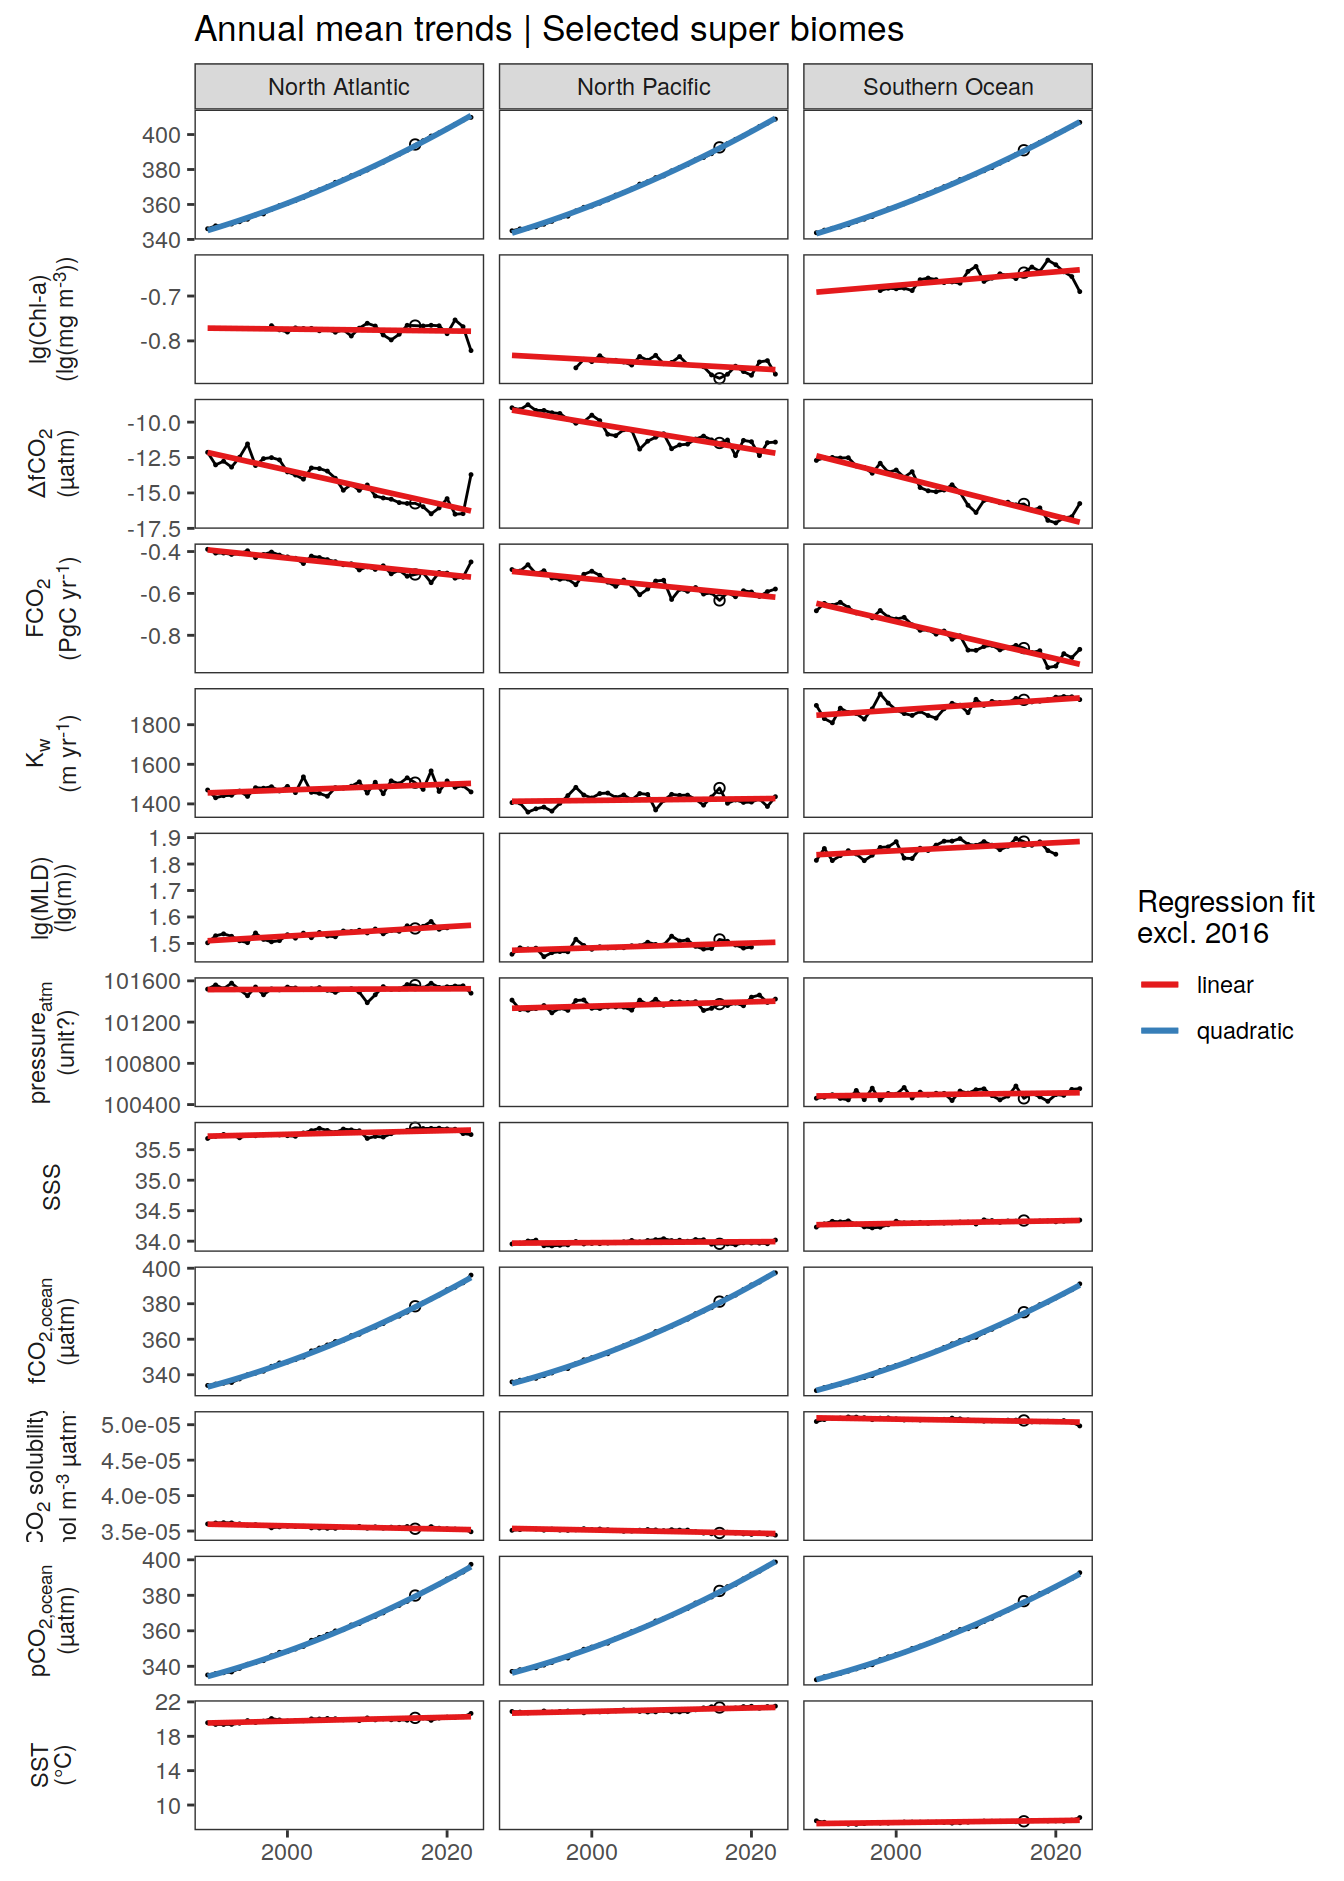 Annual mean trends | Selected super biomes
North Atlantic
North Pacific
Southern Ocean
400
380
360
340
lg(Chl-a)
(lg(mg m⁻³))
-0.7
-0.8
ΔfCO₂
(µatm)
-10.0
-12.5
-15.0
-17.5
FCO₂
(PgC yr⁻¹)
-0.4
-0.6
-0.8
Kw
(m yr⁻¹)
1800
1600
1400
lg(MLD)
(lg(m))
1.9
1.8
1.7
1.6
1.5
pressureatm
(unit?)
101600
101200
100800
100400
SSS
35.5
35.0
34.5
34.0
fCO₂,ocean
(µatm)
400
380
360
340
CO₂ solubility
mol m⁻³ µatm⁻
5.0e-05
4.5e-05
4.0e-05
3.5e-05
pCO₂,ocean
(µatm)
400
380
360
340
SST
(°C)
22
18
14
10
2000
2020
2000
2020
2000
2020
Regression fit
excl. 2016
linear
quadratic